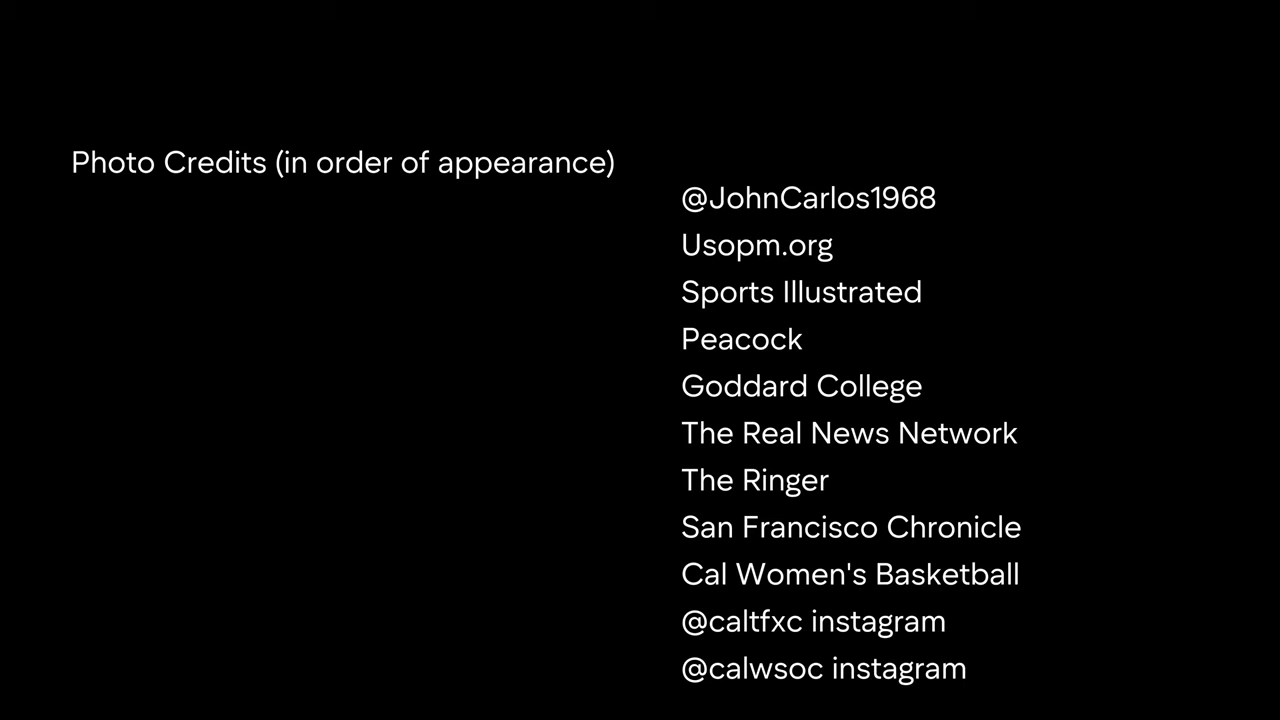 Photo Credits (in order of appearance)
@JohnCarlos1968
Usopm.org
Sports Illustrated
Peacock
Goddard College
The Real News Network
The Ringer
San Francisco Chronicle
Cal Women's Basketball
@caltfxc instagram
@calwsoc instagram